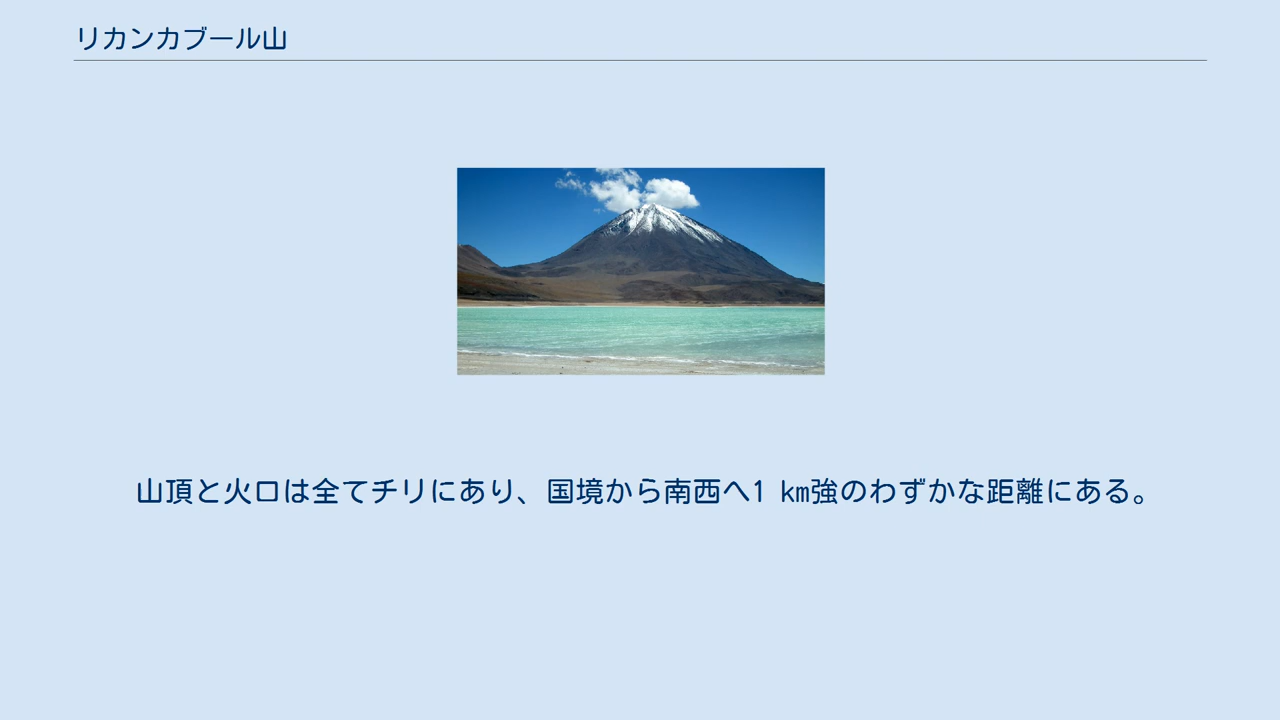 リカンカブール山
山頂と火口は全てチリにあり、国境から南西へ1 km強のわずかな距離にある。